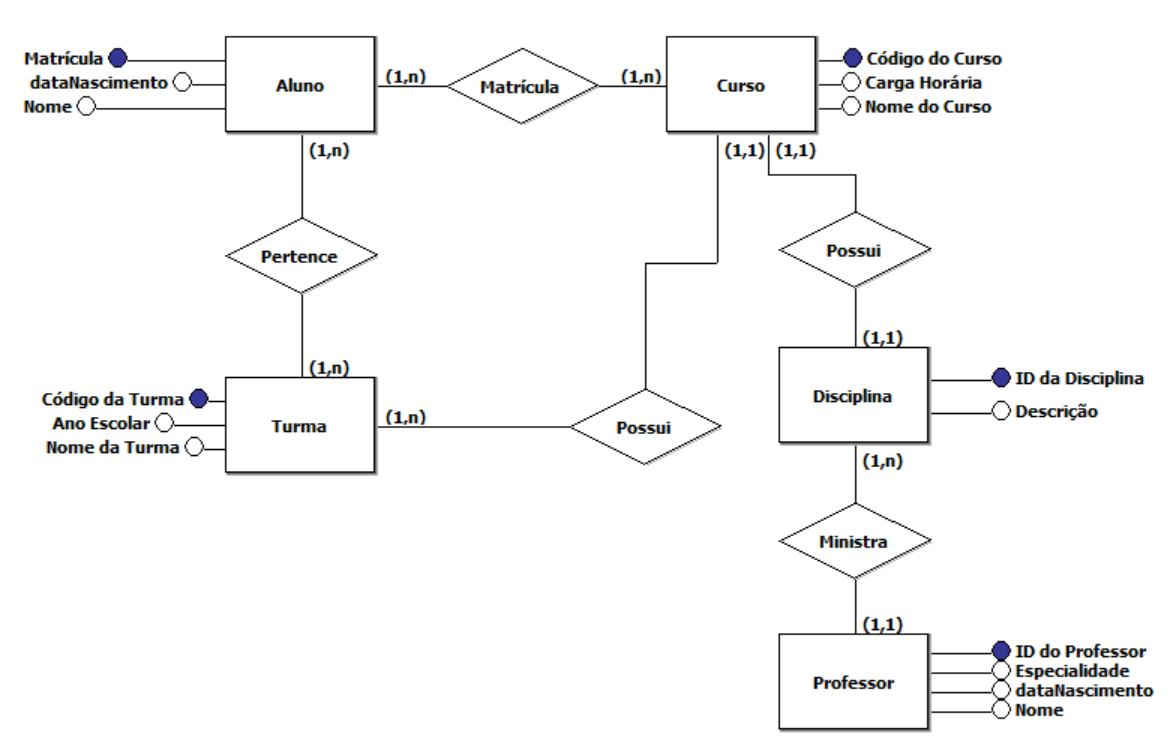 Matrícula
dataNascimento
Nome
Aluno
(1,n)
Matrícula
(1,n)
Curso
Código do Curso
Carga Horária
Nome do Curso
(1,n)
(1,1)
(1,1)
Pertence
Possui
(1,n)
(1,1)
Código da Turma
Ano Escolar
Nome da Turma
Turma
(1,n)
Possui
Disciplina
ID da Disciplina
Descrição
(1,n)
Ministra
(1,1)
Professor
ID do Professor
Especialidade
dataNascimento
Nome